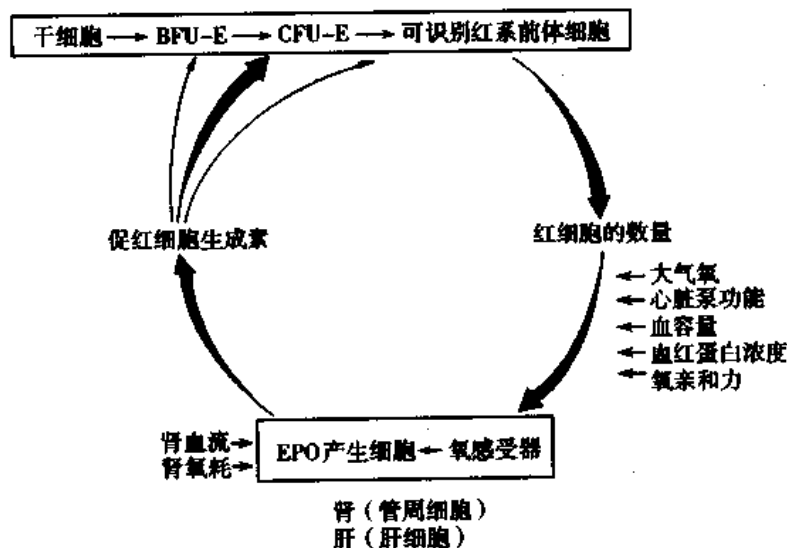 干细胞→BFU-E→CFU-E→可识别红系前体细胞
促红细胞生成素
红细胞的数量
←大气氧
←心脏泵功能
←血容量
←血红蛋白浓度
←氧亲和力
肾血流→
肾氧耗→
EPO产生细胞←氧感受器
肾（管周细胞）
肝（肝细胞）